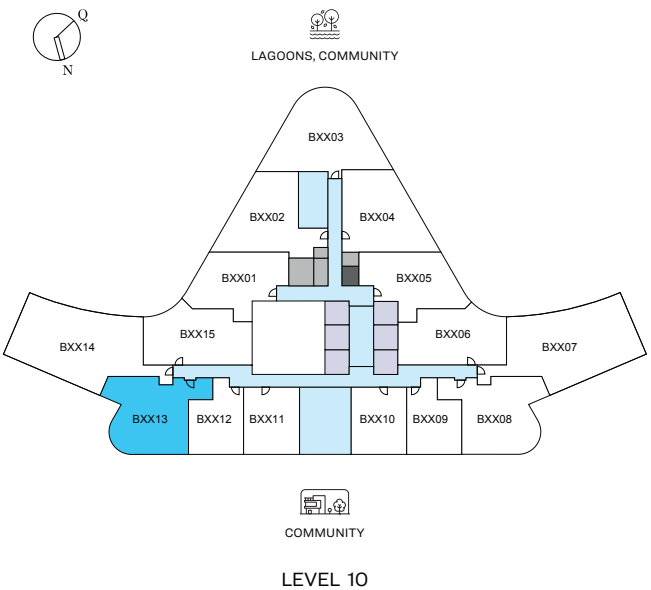 Q
N
LAGOONS, COMMUNITY
BXX03
BXX02
BXX04
BXX01
BXX05
BXX15
BXX06
BXX14
BXX07
BXX13
BXX12
BXX11
BXX10
BXX09
BXX08
COMMUNITY
LEVEL 10